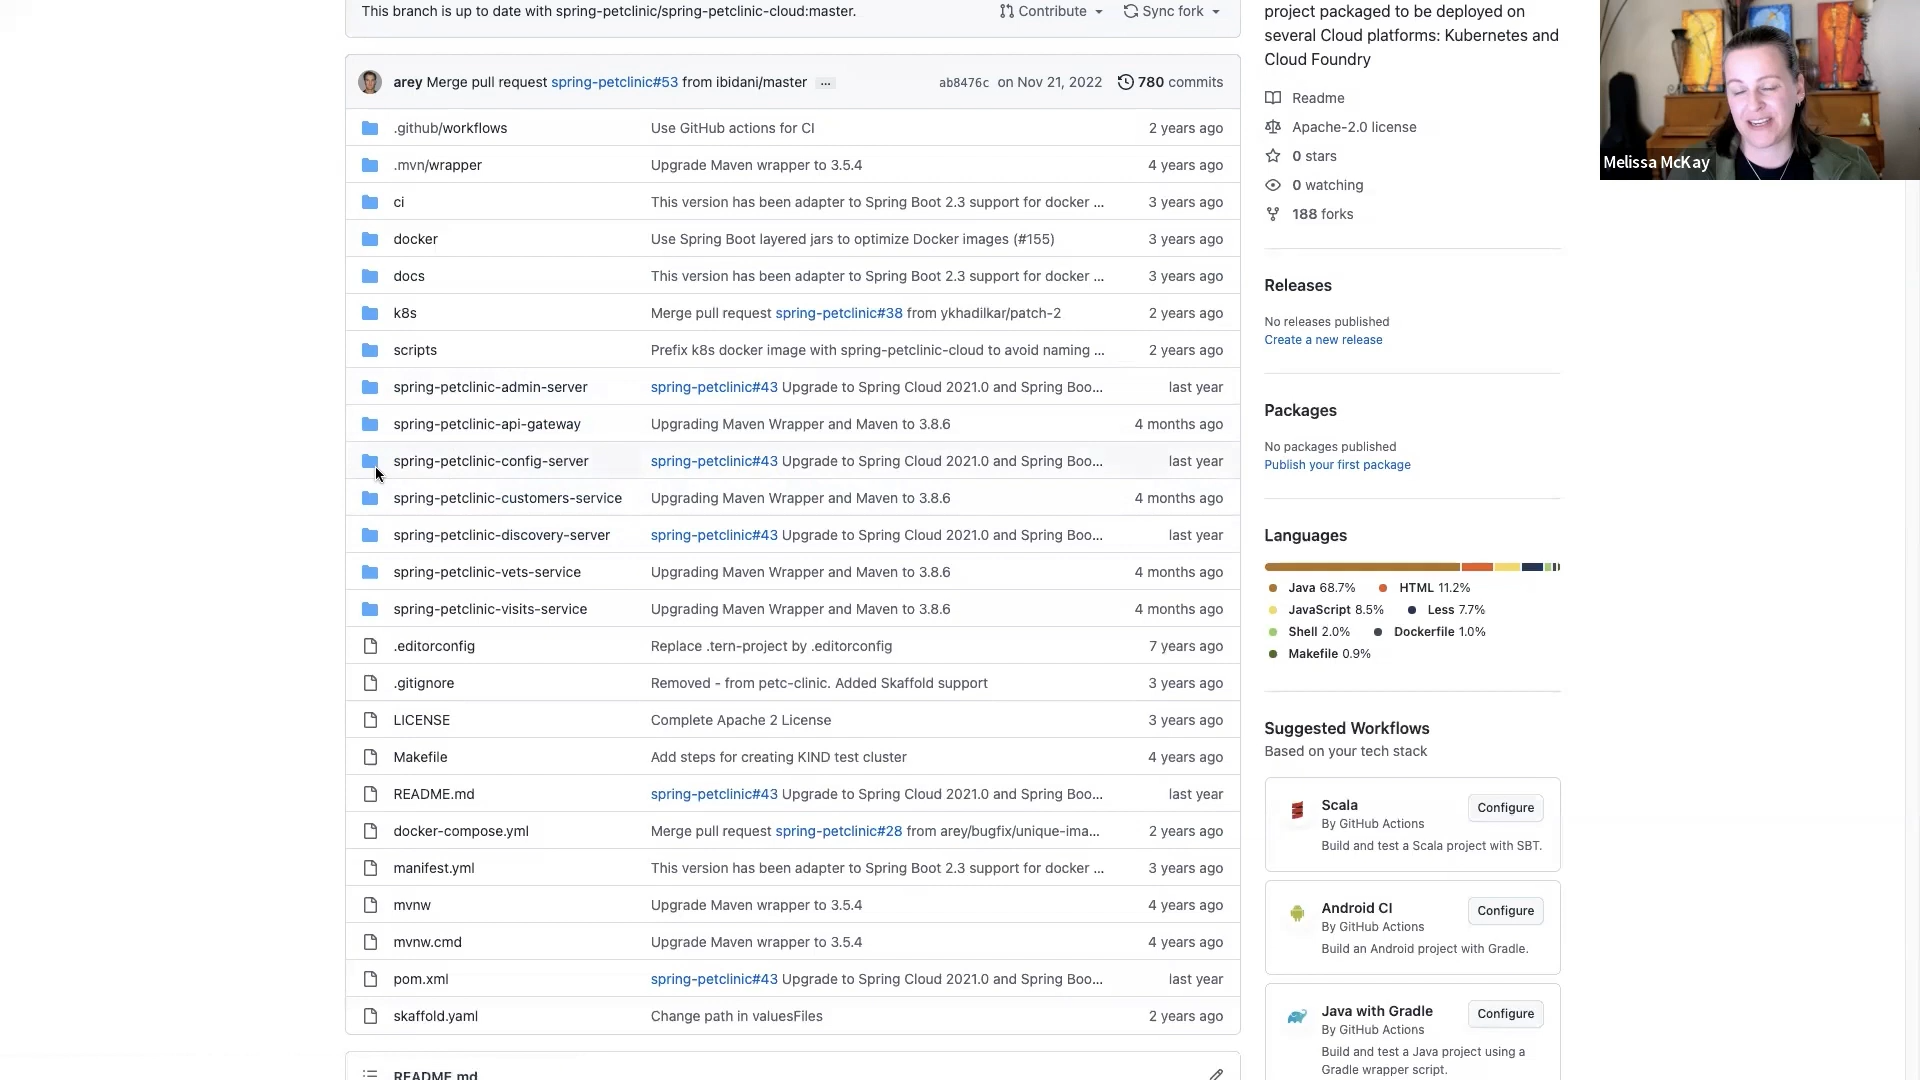 This branch is up to date with spring-petclinic/spring-petclinic-cloud:master.
Contribute
Sync fork
arey Merge pull request spring-petclinic#53 from ibidani/master ...
ab8476c on Nov 21, 2022
780 commits
.github/workflows
Use GitHub actions for CI
2 years ago
.mvn/wrapper
Upgrade Maven wrapper to 3.5.4
4 years ago
ci
This version has been adapter to Spring Boot 2.3 support for docker ...
3 years ago
docker
Use Spring Boot layered jars to optimize Docker images (#155)
3 years ago
docs
This version has been adapter to Spring Boot 2.3 support for docker ...
3 years ago
k8s
Merge pull request spring-petclinic#38 from ykhadilkar/patch-2
2 years ago
scripts
Prefix k8s docker image with spring-petclinic-cloud to avoid naming ...
2 years ago
spring-petclinic-admin-server
spring-petclinic#43 Upgrade to Spring Cloud 2021.0 and Spring Boo...
last year
spring-petclinic-api-gateway
Upgrading Maven Wrapper and Maven to 3.8.6
4 months ago
spring-petclinic-config-server
spring-petclinic#43 Upgrade to Spring Cloud 2021.0 and Spring Boo...
last year
spring-petclinic-customers-service
Upgrading Maven Wrapper and Maven to 3.8.6
4 months ago
spring-petclinic-discovery-server
spring-petclinic#43 Upgrade to Spring Cloud 2021.0 and Spring Boo...
last year
spring-petclinic-vets-service
Upgrading Maven Wrapper and Maven to 3.8.6
4 months ago
spring-petclinic-visits-service
Upgrading Maven Wrapper and Maven to 3.8.6
4 months ago
.editorconfig
Replace .tern-project by .editorconfig
7 years ago
.gitignore
Removed - from petc-clinic. Added Skaffold support
3 years ago
LICENSE
Complete Apache 2 License
3 years ago
Makefile
Add steps for creating KIND test cluster
4 years ago
README.md
spring-petclinic#43 Upgrade to Spring Cloud 2021.0 and Spring Boo...
last year
docker-compose.yml
Merge pull request spring-petclinic#28 from arey/bugfix/unique-ima...
2 years ago
manifest.yml
This version has been adapter to Spring Boot 2.3 support for docker ...
3 years ago
mvnw
Upgrade Maven wrapper to 3.5.4
4 years ago
mvnw.cmd
Upgrade Maven wrapper to 3.5.4
4 years ago
pom.xml
spring-petclinic#43 Upgrade to Spring Cloud 2021.0 and Spring Boo...
last year
skaffold.yaml
Change path in valuesFiles
2 years ago
README.md
project packaged to be deployed on
several Cloud platforms: Kubernetes and
Cloud Foundry
Readme
Apache-2.0 license
0 stars
0 watching
188 forks
Releases
No releases published
Create a new release
Packages
No packages published
Publish your first package
Languages
Java 68.7%
HTML 11.2%
JavaScript 8.5%
Less 7.7%
Shell 2.0%
Dockerfile 1.0%
Makefile 0.9%
Suggested Workflows
Based on your tech stack
Scala
Configure
By GitHub Actions
Build and test a Scala project with SBT.
Android CI
Configure
By GitHub Actions
Build an Android project with Gradle.
Java with Gradle
Configure
By GitHub Actions
Build and test a Java project using a
Gradle wrapper script.
Melissa McKay